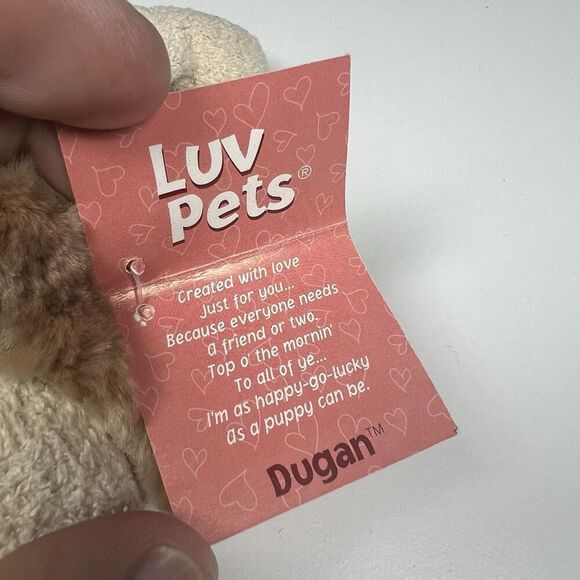 Luv
Pets®
Created with love
Just for you...
Because everyone needs
a friend or two.
Top o' the mornin'
To all of ye...
I'm as happy-go-lucky
as a puppy can be.
Dugan™